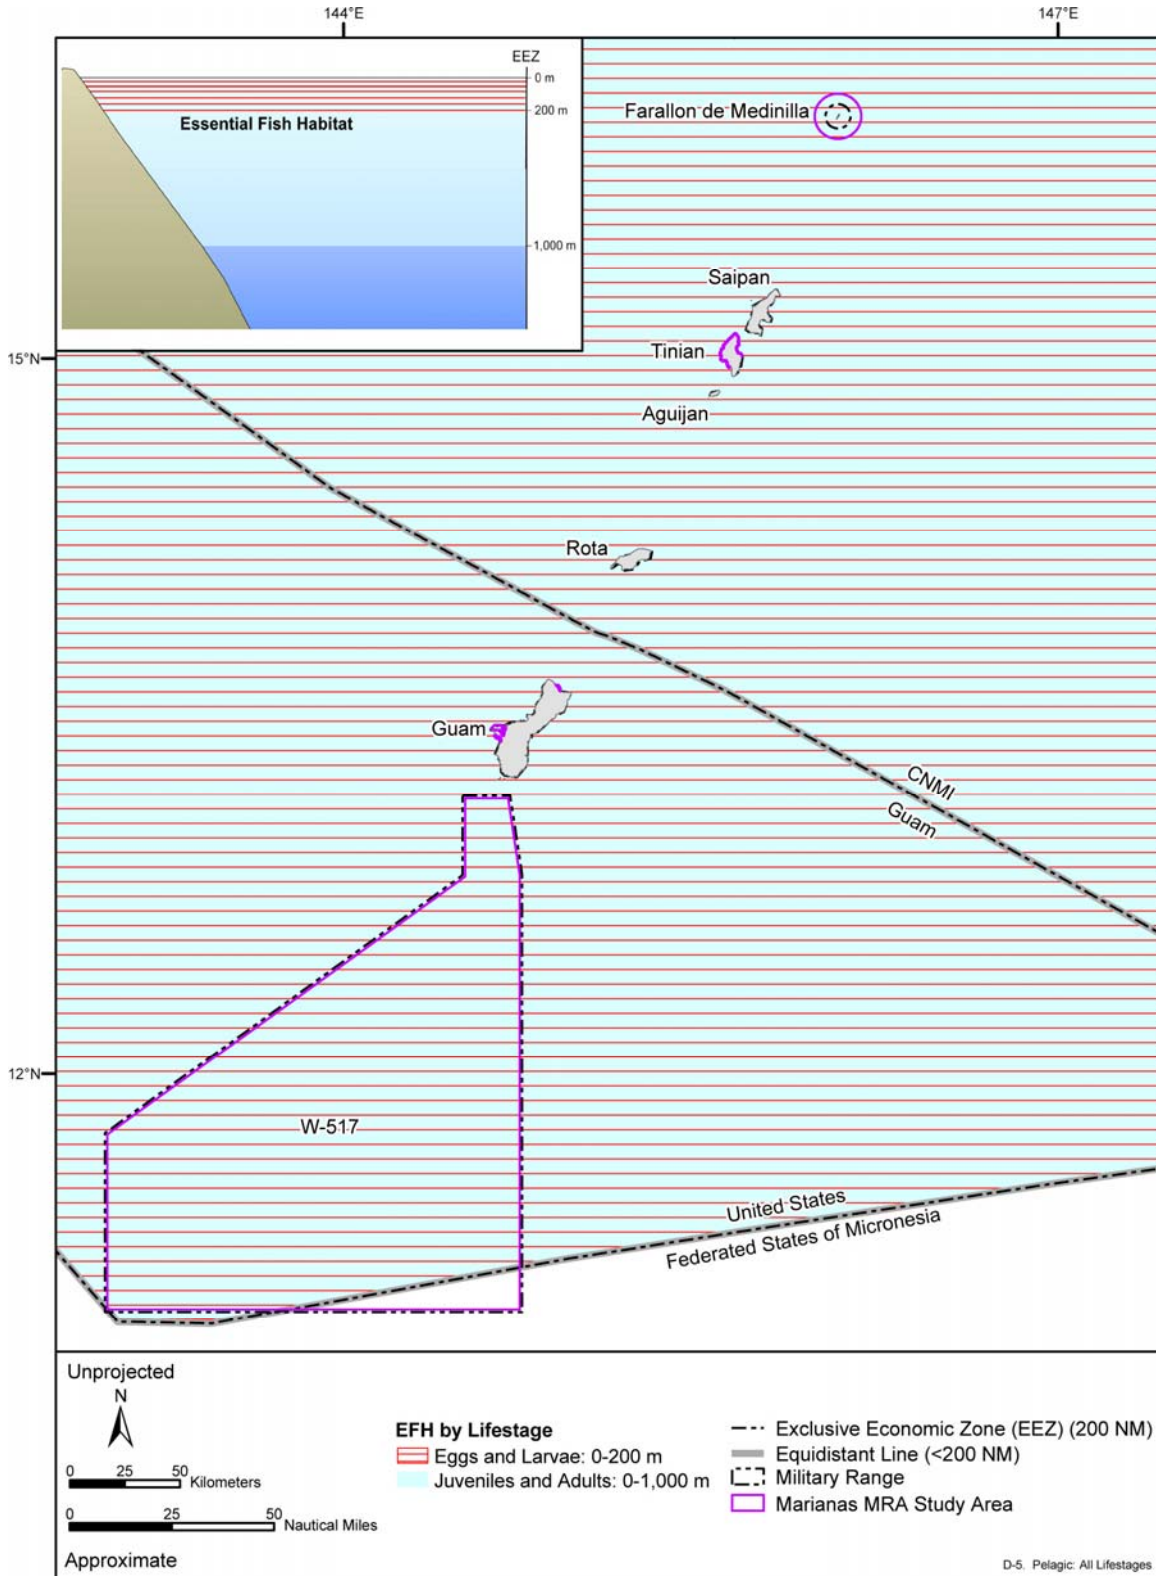 144°E
147°E
EEZ
0 m
200 m
Essential Fish Habitat
1,000 m
Farallon de Medinilla
Saipan
15°N
Tinian
Aguijan
Rota
Guam
CNMI
Guam
12°N
W-517
United States
Federated States of Micronesia
Unprojected
N
0 25 50
Kilometers
0 25 50
Nautical Miles
Approximate
EFH by Lifestage
Eggs and Larvae: 0-200 m
Juveniles and Adults: 0-1,000 m
Exclusive Economic Zone (EEZ) (200 NM)
Equidistant Line (<200 NM)
Military Range
Marianas MRA Study Area
D-5. Pelagic: All Lifestages